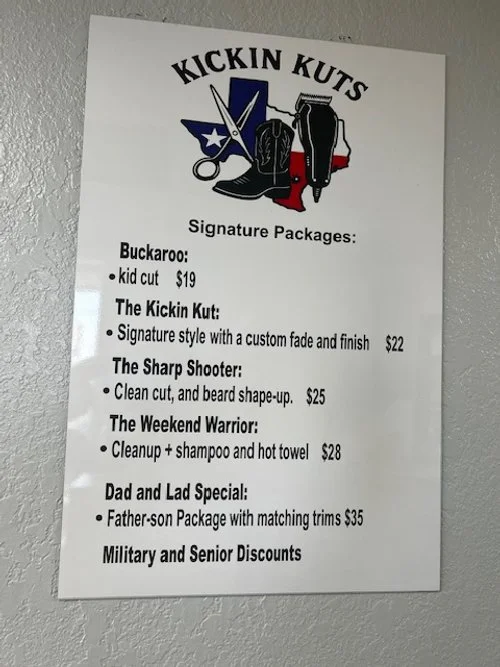 KICKIN KUTS
Signature Packages:
Buckaroo:
• kid cut $19
The Kickin Kut:
• Signature style with a custom fade and finish $22
The Sharp Shooter:
• Clean cut, and beard shape-up. $25
The Weekend Warrior:
• Cleanup + shampoo and hot towel $28
Dad and Lad Special:
• Father-son Package with matching trims $35
Military and Senior Discounts